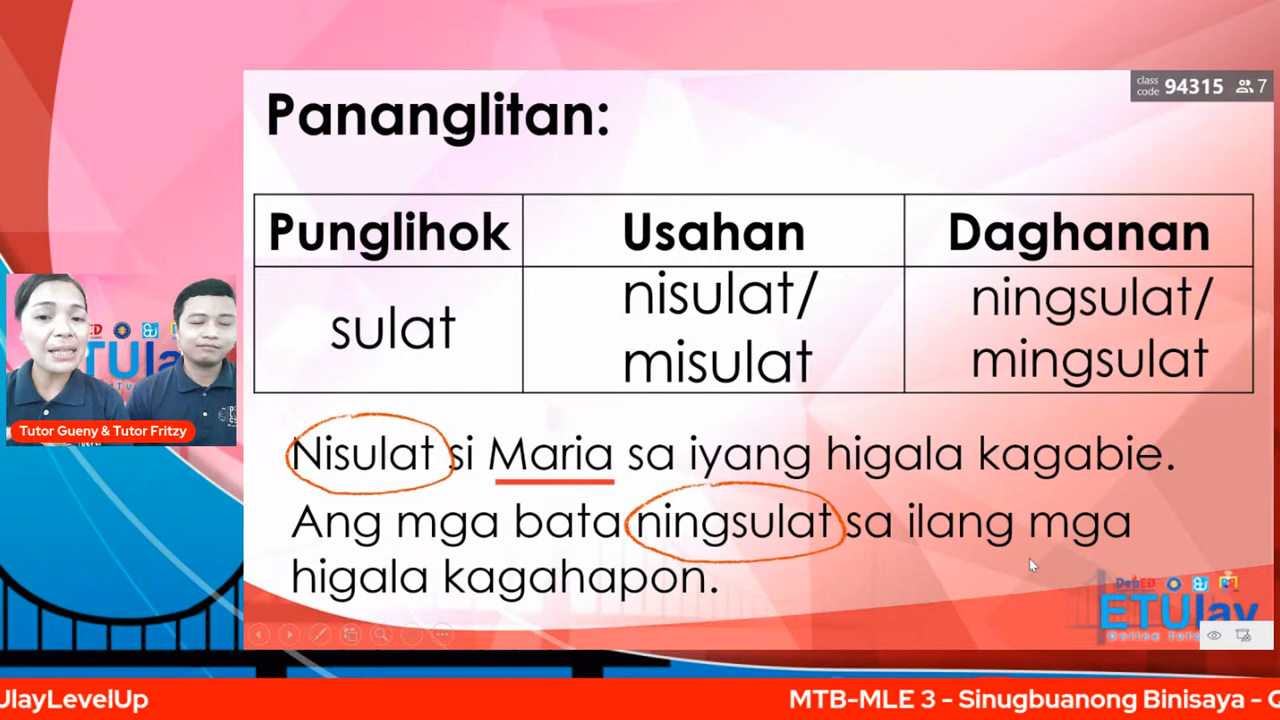 class code 94315 7
Pananglitan:
Punglihok Usahan Daghanan
sulat nisulat/ misulat ningsulat/ mingsulat
Nisulat si Maria sa iyang higala kagabie.
Ang mga bata ningsulat sa ilang mga
higala kagahapon.
Tutor Gueny & Tutor Fritzy
DepED
ETUlay
UlayLevelUp MTB-MLE 3 - Sinugbuanong Binisaya -